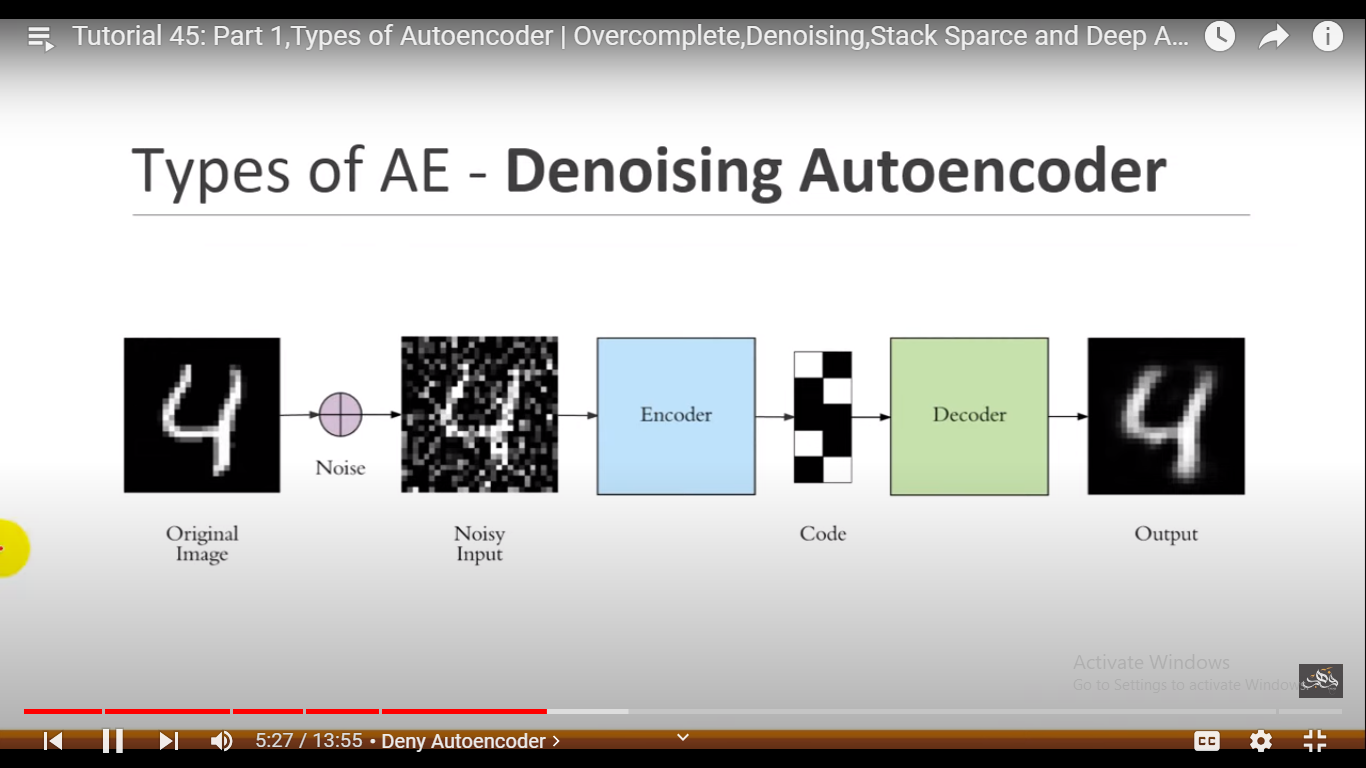 Tutorial 45: Part 1,Types of Autoencoder | Overcomplete,Denoising,Stack Sparce and Deep A...
Types of AE - Denoising Autoencoder
Noise
Encoder
Decoder
Original
Image
Noisy
Input
Code
Output
Activate Windows
Go to Settings to activate Windows
5:27 / 13:55 • Deny Autoencoder >
CC